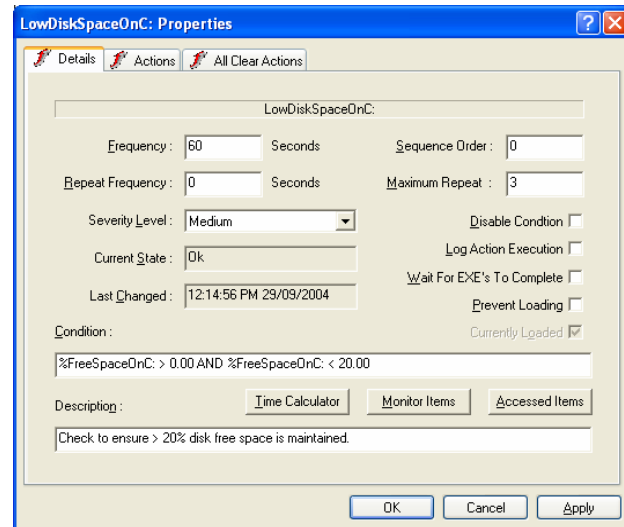 LowDiskSpaceOnC: Properties
Details Actions All Clear Actions
LowDiskSpaceOnC:
Frequency : 60 Seconds Sequence Order : 0
Repeat Frequency : 0 Seconds Maximum Repeat : 3
Severity Level : Medium Disable Condtion
Current State : Ok Log Action Execution
Wait For EXE's To Complete
Last Changed : 12:14:56 PM 29/09/2004 Prevent Loading
Condition : Currently Loaded
%FreeSpaceOnC: > 0.00 AND %FreeSpaceOnC: < 20.00
Description : Time Calculator Monitor Items Accessed Items
Check to ensure > 20% disk free space is maintained.
OK Cancel Apply